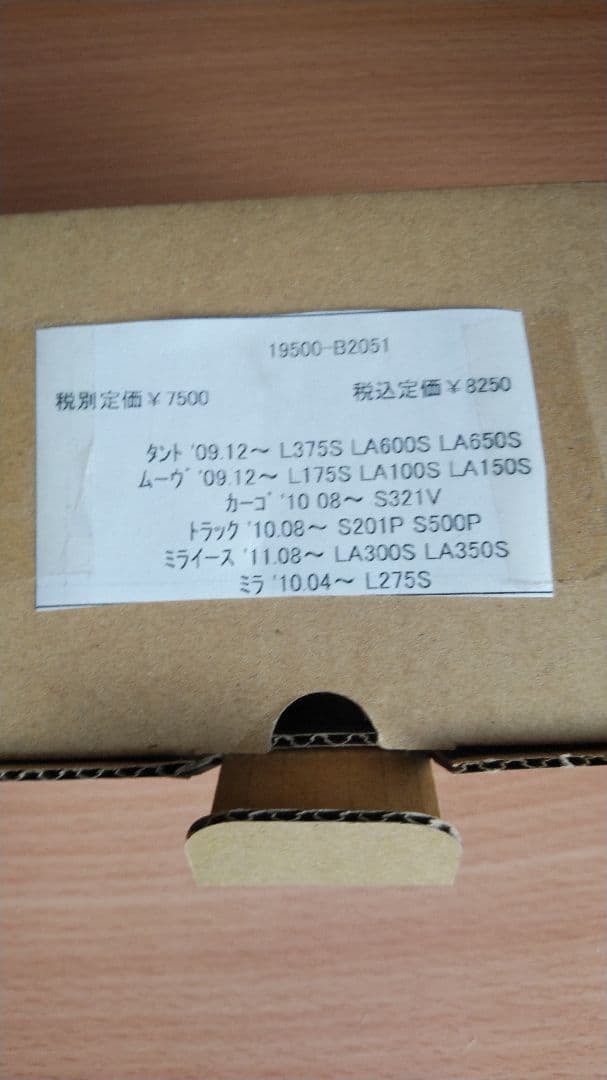 19500-B2051
税別定価￥7500 税込定価￥8250
ﾀﾝﾄ '09.12～ L375S LA600S LA650S
ﾑｰｳﾞ '09.12～ L175S LA100S LA150S
ｶｰｺﾞ '10 08～ S321V
ﾄﾗｯｸ '10.08～ S201P S500P
ﾐﾗｲｰｽ '11.08～ LA300S LA350S
ﾐﾗ '10.04～ L275S